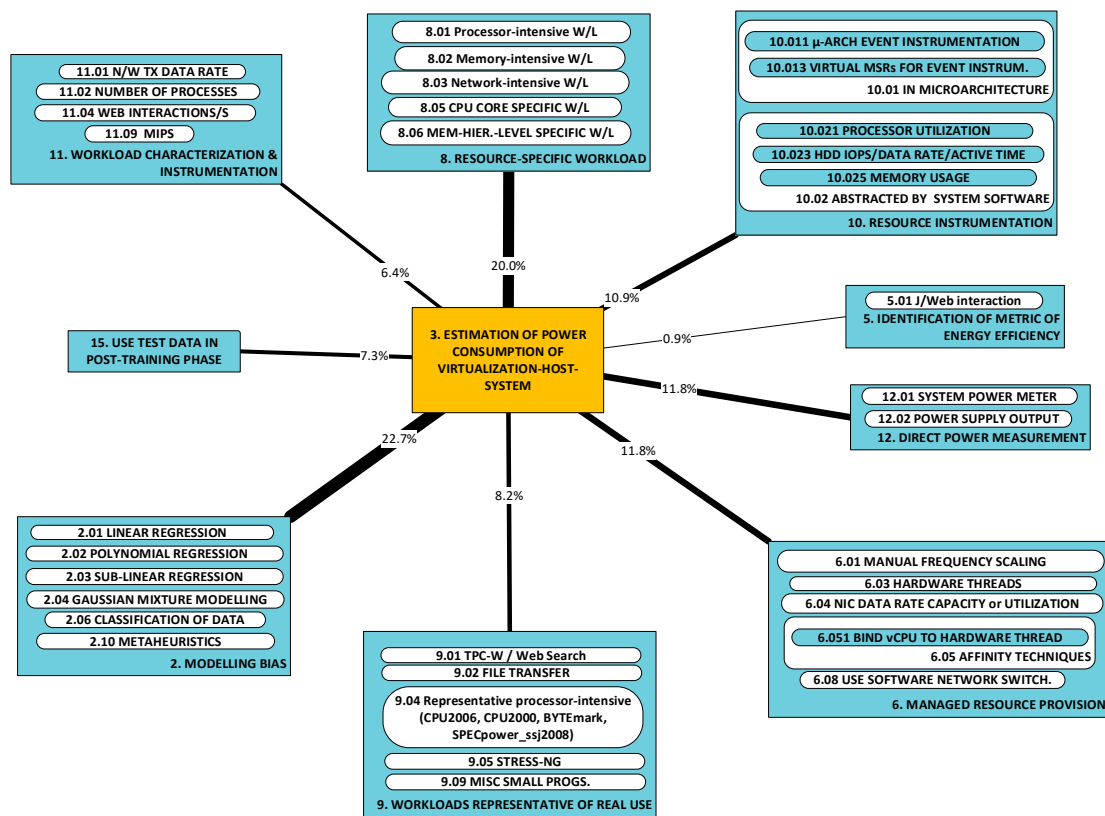 11.01 N/W TX DATA RATE
11.02 NUMBER OF PROCESSES
11.04 WEB INTERACTIONS/S
11.09 MIPS
11. WORKLOAD CHARACTERIZATION &
INSTRUMENTATION
8.01 Processor-intensive W/L
8.02 Memory-intensive W/L
8.03 Network-intensive W/L
8.05 CPU CORE SPECIFIC W/L
8.06 MEM-HIER.-LEVEL SPECIFIC W/L
8. RESOURCE-SPECIFIC WORKLOAD
10.011 µ-ARCH EVENT INSTRUMENTATION
10.013 VIRTUAL MSRs FOR EVENT INSTRUM.
10.01 IN MICROARCHITECTURE
10.021 PROCESSOR UTILIZATION
10.023 HDD IOPS/DATA RATE/ACTIVE TIME
10.025 MEMORY USAGE
10.02 ABSTRACTED BY SYSTEM SOFTWARE
10. RESOURCE INSTRUMENTATION
6.4%
20.0%
10.9%
5.01 J/Web interaction
5. IDENTIFICATION OF METRIC OF
ENERGY EFFICIENCY
0.9%
15. USE TEST DATA IN
POST-TRAINING PHASE
7.3%
3. ESTIMATION OF POWER
CONSUMPTION OF
VIRTUALIZATION-HOST-
SYSTEM
11.8%
12.01 SYSTEM POWER METER
12.02 POWER SUPPLY OUTPUT
12. DIRECT POWER MEASUREMENT
22.7%
8.2%
11.8%
2.01 LINEAR REGRESSION
2.02 POLYNOMIAL REGRESSION
2.03 SUB-LINEAR REGRESSION
2.04 GAUSSIAN MIXTURE MODELLING
2.06 CLASSIFICATION OF DATA
2.10 METAHEURISTICS
2. MODELLING BIAS
9.01 TPC-W / Web Search
9.02 FILE TRANSFER
9.04 Representative processor-intensive
(CPU2006, CPU2000, BYTEmark,
SPECpower_ssj2008)
9.05 STRESS-NG
9.09 MISC SMALL PROGS.
9. WORKLOADS REPRESENTATIVE OF REAL USE
6.01 MANUAL FREQUENCY SCALING
6.03 HARDWARE THREADS
6.04 NIC DATA RATE CAPACITY or UTILIZATION
6.051 BIND vCPU TO HARDWARE THREAD
6.05 AFFINITY TECHNIQUES
6.08 USE SOFTWARE NETWORK SWITCH.
6. MANAGED RESOURCE PROVISION